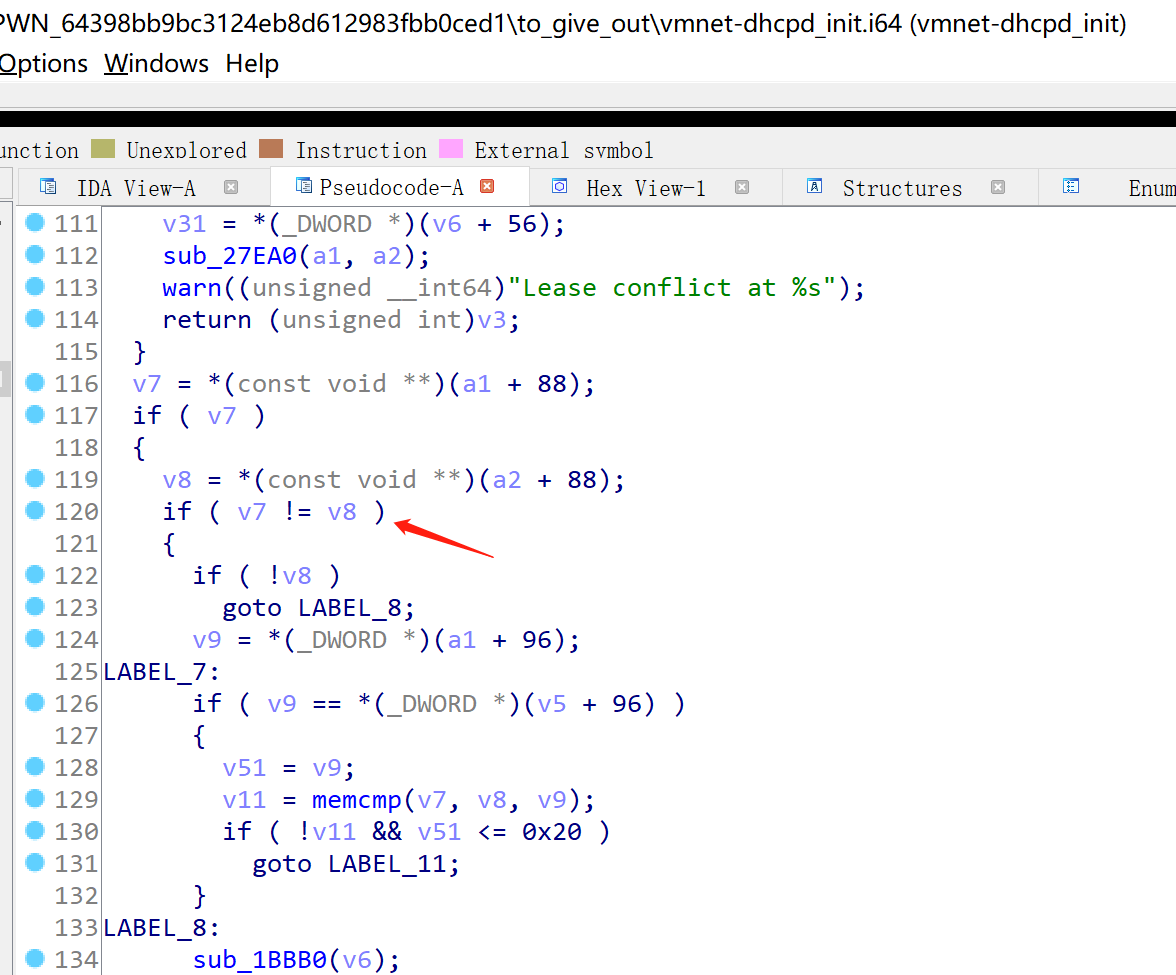 PWN_64398bb9bc3124eb8d612983fbb0ced1\to_give_out\vmnet-dhcpd_init.i64 (vmnet-dhcpd_init)
Options Windows Help
unction Unexplored Instruction External symbol
IDA View-A Pseudocode-A Hex View-1 Structures Enum
111 v31 = *(_DWORD *)(v6 + 56);
112 sub_27EA0(a1, a2);
113 warn((unsigned __int64)"Lease conflict at %s");
114 return (unsigned int)v3;
115 }
116 v7 = *(const void **)(a1 + 88);
117 if ( v7 )
118 {
119 v8 = *(const void **)(a2 + 88);
120 if ( v7 != v8 )
121 {
122 if ( !v8 )
123 goto LABEL_8;
124 v9 = *(_DWORD *)(a1 + 96);
125 LABEL_7:
126 if ( v9 == *(_DWORD *)(v5 + 96) )
127 {
128 v51 = v9;
129 v11 = memcmp(v7, v8, v9);
130 if ( !v11 && v51 <= 0x20 )
131 goto LABEL_11;
132 }
133 LABEL_8:
134 sub_1BBB0(v6);